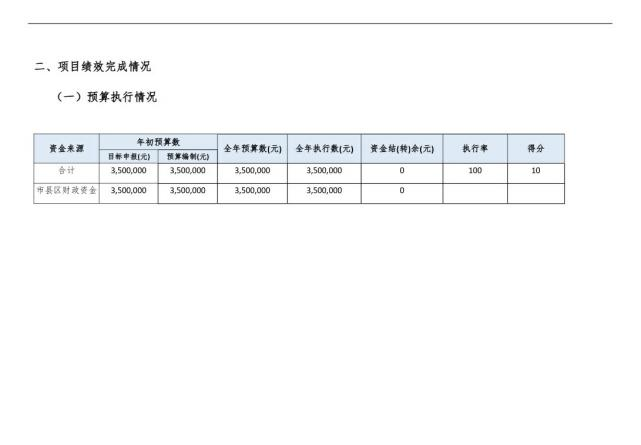 二、项目绩效完成情况
（一）预算执行情况
资金来源 年初预算数 全年预算数(元) 全年执行数(元) 资金结(转)余(元) 执行率 得分
目标申报(元) 预算编制(元)
合计 3,500,000 3,500,000 3,500,000 3,500,000 0 100 10
市县区财政资金 3,500,000 3,500,000 3,500,000 3,500,000 0